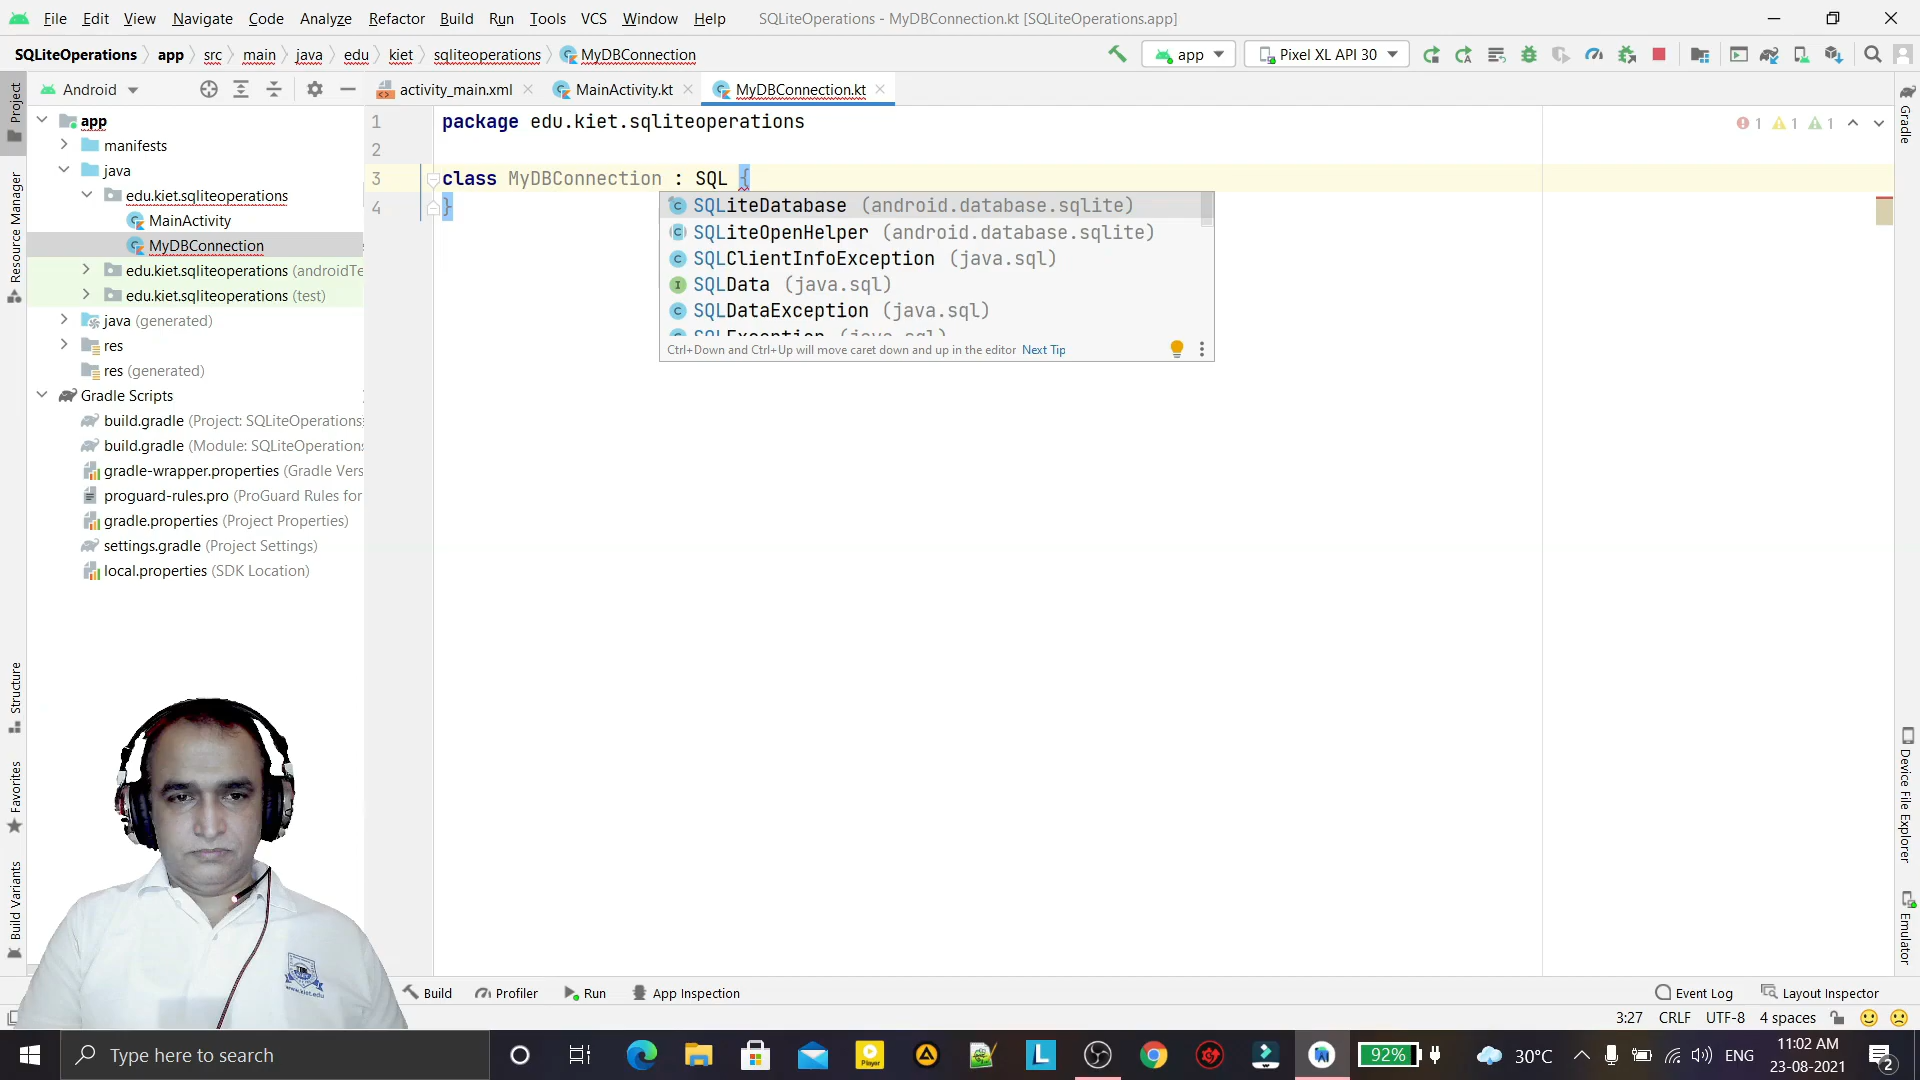 File Edit View Navigate Code Analyze Refactor Build Run Tools VCS Window Help SQLiteOperations - MyDBConnection.kt [SQLiteOperations.app]
SQLiteOperations app src main java edu kiet sqliteoperations MyDBConnection app Pixel XL API 30
Android activity_main.xml MainActivity.kt MyDBConnection.kt
Project
Resource Manager
Structure
Favorites
Build Variants
app
manifests
java
edu.kiet.sqliteoperations
MainActivity
MyDBConnection
edu.kiet.sqliteoperations (androidTe
edu.kiet.sqliteoperations (test)
java (generated)
res
res (generated)
Gradle Scripts
build.gradle (Project: SQLiteOperations
build.gradle (Module: SQLiteOperation
gradle-wrapper.properties (Gradle Vers
proguard-rules.pro (ProGuard Rules for
gradle.properties (Project Properties)
settings.gradle (Project Settings)
local.properties (SDK Location)
1 package edu.kiet.sqliteoperations
2
3 class MyDBConnection : SQL {
4 }
1 1 1
SQLiteDatabase (android.database.sqlite)
SQLiteOpenHelper (android.database.sqlite)
SQLClientInfoException (java.sql)
SQLData (java.sql)
SQLDataException (java.sql)
SQLException (java.sql)
Ctrl+Down and Ctrl+Up will move caret down and up in the editor Next Tip
Gradle
Device File Explorer
Emulator
www.kiet.edu
Build Profiler Run App Inspection Event Log Layout Inspector
3:27 CRLF UTF-8 4 spaces
Type here to search
Player
L
92% 30°C ENG
11:02 AM
23-08-2021
2